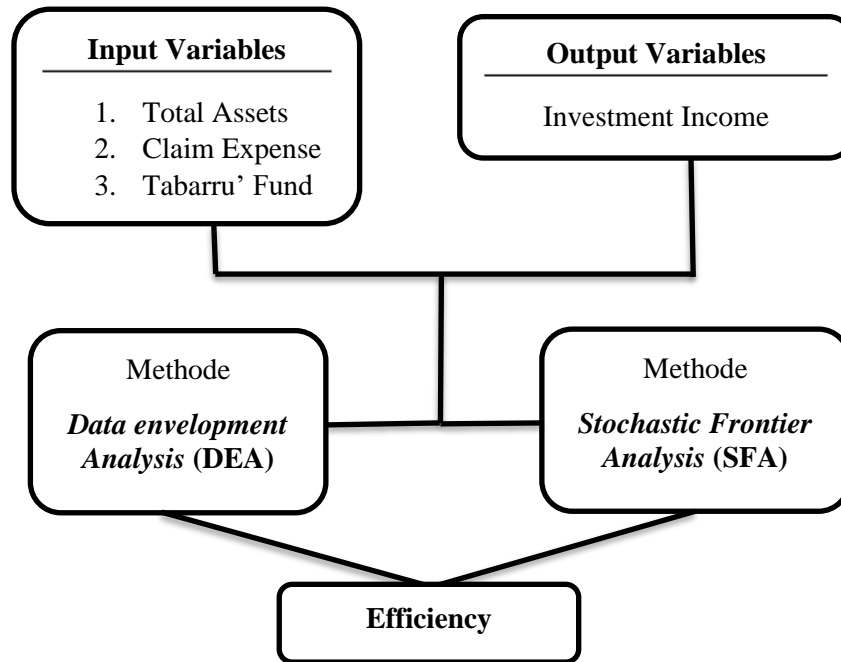 Input Variables
1. Total Assets
2. Claim Expense
3. Tabarru’ Fund
Output Variables
Investment Income
Methode
Data envelopment
Analysis (DEA)
Methode
Stochastic Frontier
Analysis (SFA)
Efficiency